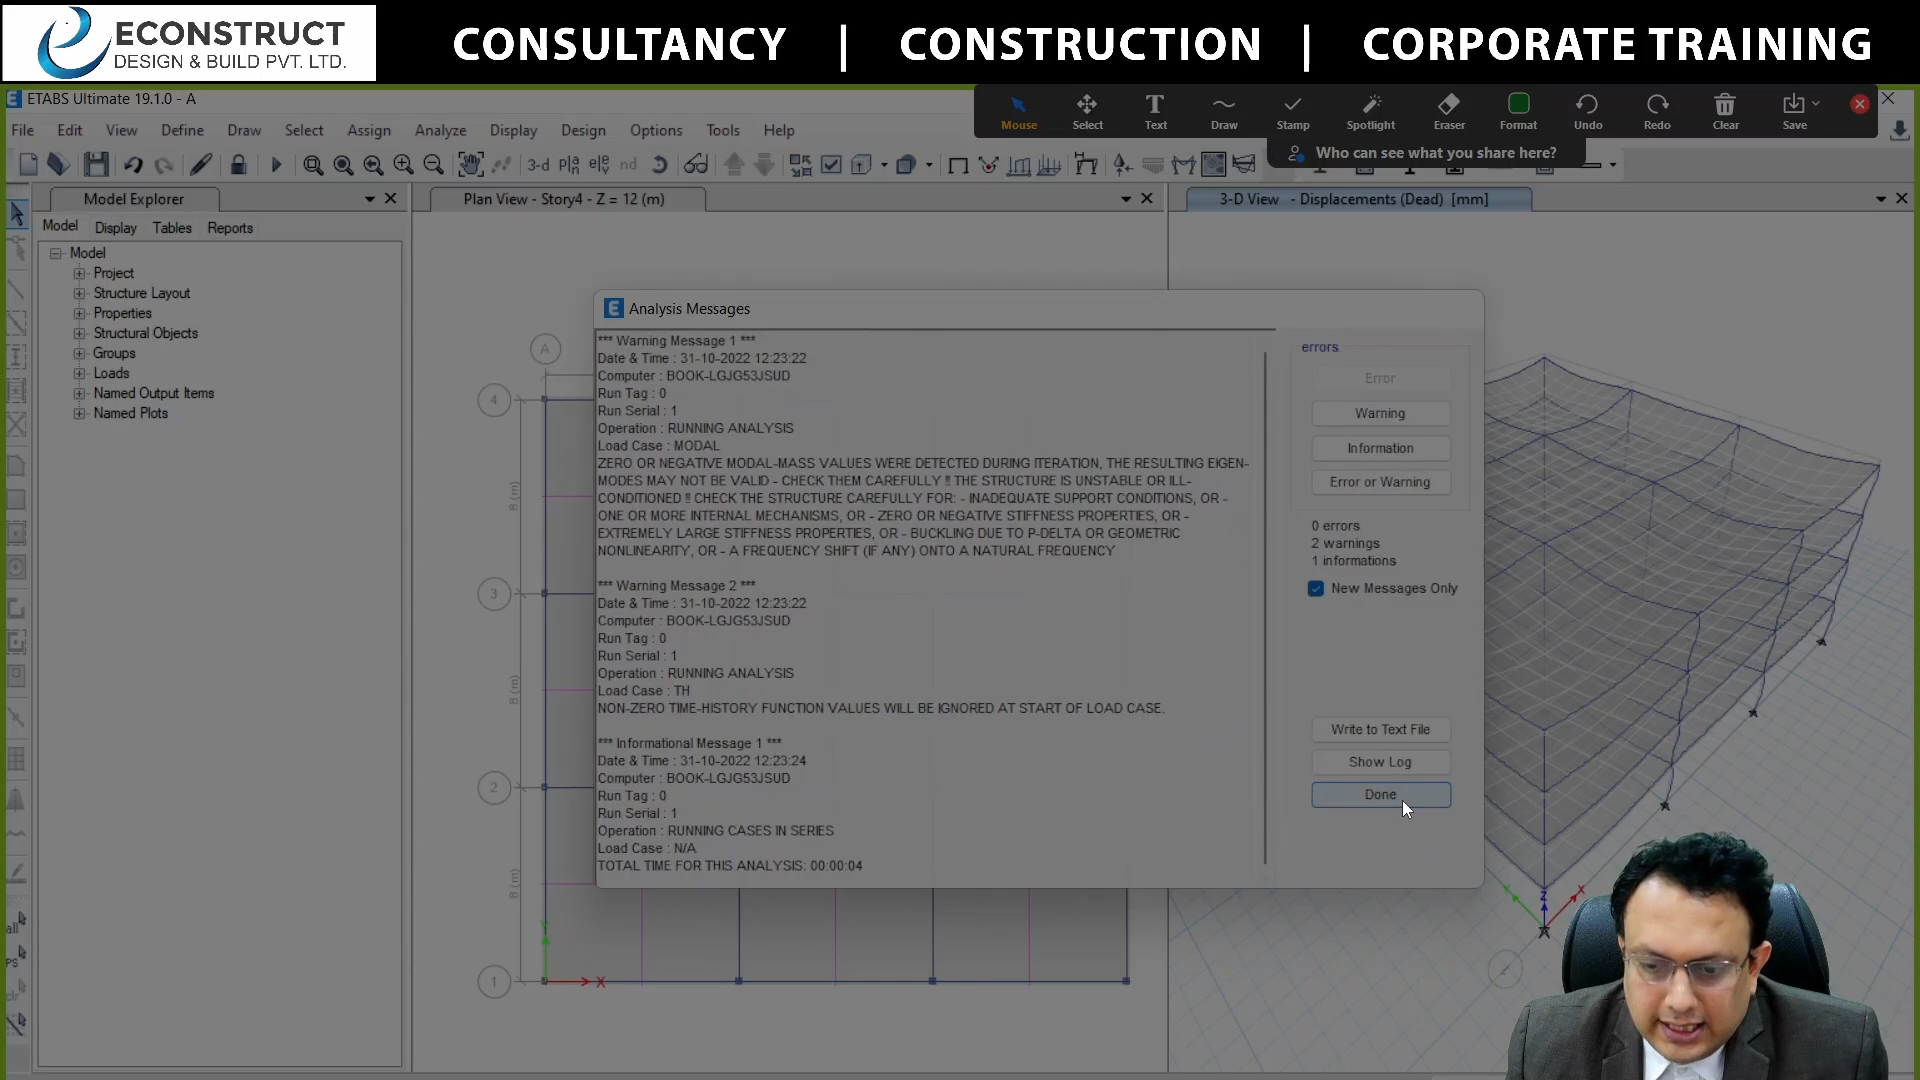 ECONSTRUCT
DESIGN & BUILD PVT. LTD.
CONSULTANCY | CONSTRUCTION | CORPORATE TRAINING
ETABS Ultimate 19.1.0 - A
File Edit View Define Draw Select Assign Analyze Display Design Options Tools Help
Mouse Select Text Draw Stamp Spotlight Eraser Format Undo Redo Clear Save
Who can see what you share here?
3-d nd
Model Explorer
Plan View - Story4 - Z = 12 (m)
3-D View - Displacements (Dead) [mm]
Model Display Tables Reports
Model
Project
Structure Layout
Properties
Structural Objects
Groups
Loads
Named Output Items
Named Plots
A
4
3
2
1
8 (m)
8 (m)
8 (m)
X
Y
Z
X
Analysis Messages
*** Warning Message 1 ***
Date & Time : 31-10-2022 12:23:22
Computer : BOOK-LGJG53JSUD
Run Tag : 0
Run Serial : 1
Operation : RUNNING ANALYSIS
Load Case : MODAL
ZERO OR NEGATIVE MODAL-MASS VALUES WERE DETECTED DURING ITERATION, THE RESULTING EIGEN-
MODES MAY NOT BE VALID - CHECK THEM CAREFULLY !! THE STRUCTURE IS UNSTABLE OR ILL-
CONDITIONED !! CHECK THE STRUCTURE CAREFULLY FOR: - INADEQUATE SUPPORT CONDITIONS, OR -
ONE OR MORE INTERNAL MECHANISMS, OR - ZERO OR NEGATIVE STIFFNESS PROPERTIES, OR -
EXTREMELY LARGE STIFFNESS PROPERTIES, OR - BUCKLING DUE TO P-DELTA OR GEOMETRIC
NONLINEARITY, OR - A FREQUENCY SHIFT (IF ANY) ONTO A NATURAL FREQUENCY
*** Warning Message 2 ***
Date & Time : 31-10-2022 12:23:22
Computer : BOOK-LGJG53JSUD
Run Tag : 0
Run Serial : 1
Operation : RUNNING ANALYSIS
Load Case : TH
NON-ZERO TIME-HISTORY FUNCTION VALUES WILL BE IGNORED AT START OF LOAD CASE.
*** Informational Message 1 ***
Date & Time : 31-10-2022 12:23:24
Computer : BOOK-LGJG53JSUD
Run Tag : 0
Run Serial : 1
Operation : RUNNING CASES IN SERIES
Load Case : N/A
TOTAL TIME FOR THIS ANALYSIS: 00:00:04
errors
Error
Warning
Information
Error or Warning
0 errors
2 warnings
1 informations
New Messages Only
Write to Text File
Show Log
Done